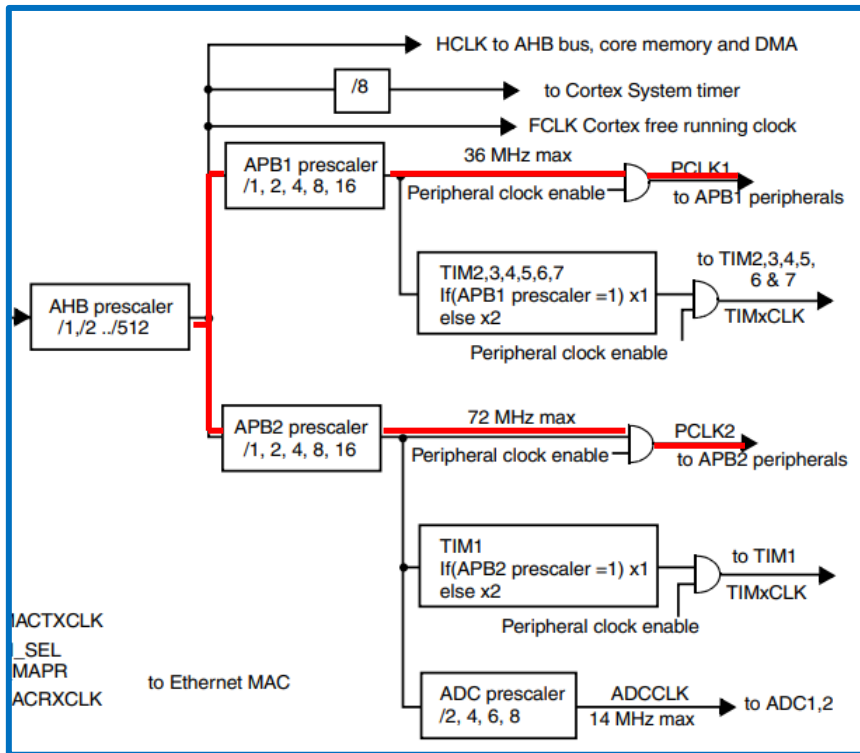 HCLK to AHB bus, core memory and DMA
/8
to Cortex System timer
FCLK Cortex free running clock
APB1 prescaler
/1, 2, 4, 8, 16
36 MHz max
PCLK1
Peripheral clock enable
to APB1 peripherals
TIM2,3,4,5,6,7
If(APB1 prescaler =1) x1
else x2
to TIM2,3,4,5,
6 & 7
TIMxCLK
Peripheral clock enable
AHB prescaler
/1,/2 ../512
APB2 prescaler
/1, 2, 4, 8, 16
72 MHz max
PCLK2
Peripheral clock enable
to APB2 peripherals
TIM1
If(APB2 prescaler =1) x1
else x2
to TIM1
TIMxCLK
Peripheral clock enable
MACTXCLK
I_SEL
MAPR
ACRXCLK
to Ethernet MAC
ADC prescaler
/2, 4, 6, 8
ADCCLK
14 MHz max
to ADC1,2